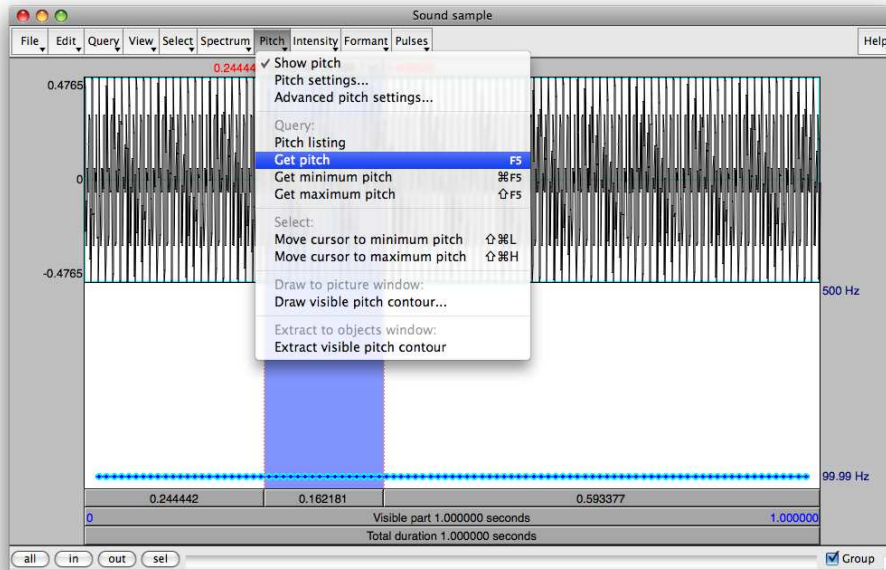 Sound sample
File Edit Query View Select Spectrum Pitch Intensity Formant Pulses Help
0.24444
0.4765
0
-0.4765
✓ Show pitch
Pitch settings...
Advanced pitch settings...
Query:
Pitch listing
Get pitch F5
Get minimum pitch ⌘F5
Get maximum pitch ⇧F5
Select:
Move cursor to minimum pitch ⇧⌘L
Move cursor to maximum pitch ⇧⌘H
Draw to picture window:
Draw visible pitch contour...
Extract to objects window:
Extract visible pitch contour
500 Hz
99.99 Hz
0.244442 0.162181 0.593377
0 Visible part 1.000000 seconds 1.000000
Total duration 1.000000 seconds
all in out sel Group